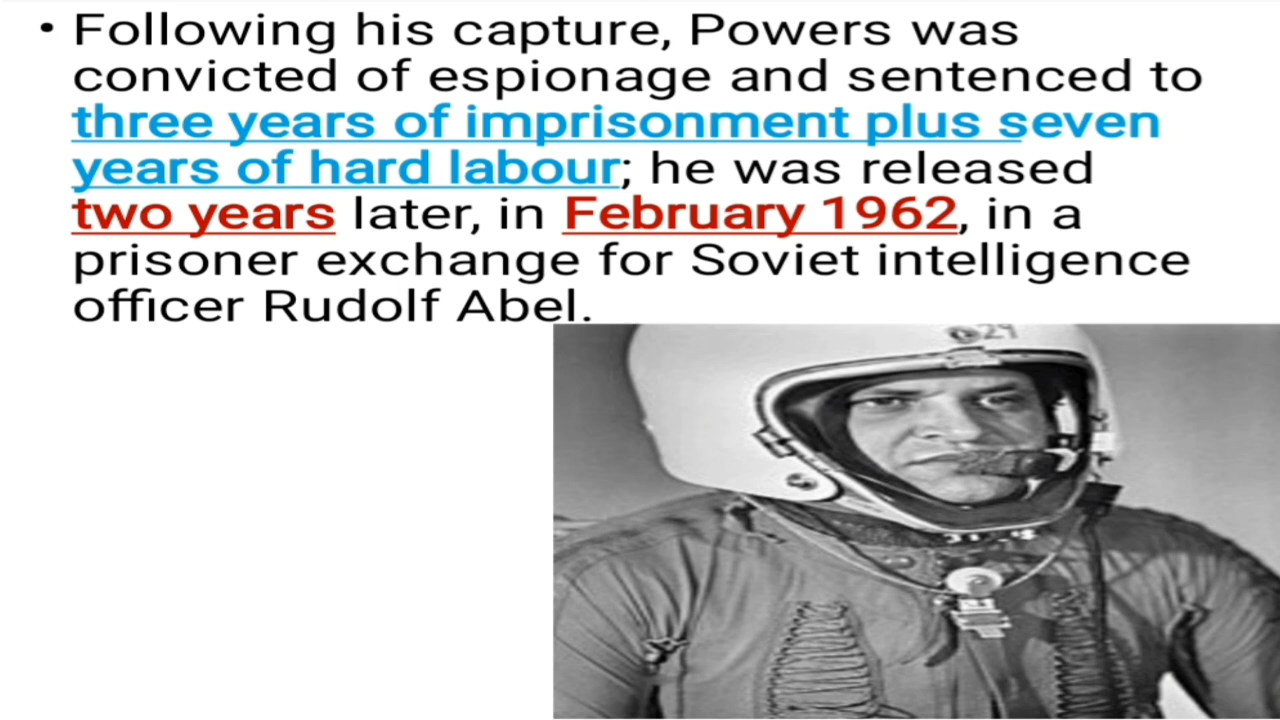 • Following his capture, Powers was
convicted of espionage and sentenced to
three years of imprisonment plus seven
years of hard labour; he was released
two years later, in February 1962, in a
prisoner exchange for Soviet intelligence
officer Rudolf Abel.
29